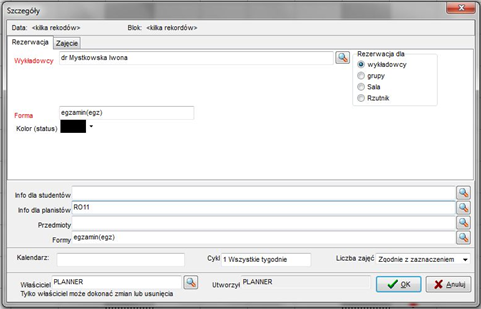 Szczegóły
Data: <kilka rekodów> Blok: <kilka rekordów>
Rezerwacja Zajęcie
Wykładowcy dr Mystkowska Iwona
Rezerwacja dla
wykładowcy
grupy
Sala
Rzutnik
Forma egzamin(egz)
Kolor (status)
Info dla studentów
Info dla planistów RO11
Przedmioty
Formy egzamin(egz)
Kalendarz: Cykl 1 Wszystkie tygodnie Liczba zajęć Zgodnie z zaznaczeniem
Właściciel PLANNER Utworzył PLANNER OK Anuluj
Tylko właściciel może dokonać zmian lub usunięcia